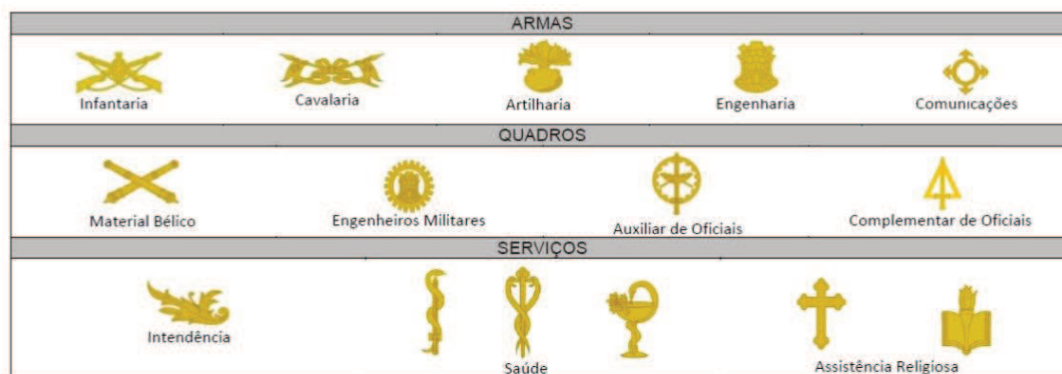 ARMAS
Infantaria
Cavalaria
Artilharia
Engenharia
Comunicações
QUADROS
Material Bélico
Engenheiros Militares
Auxiliar de Oficiais
Complementar de Oficiais
SERVIÇOS
Intendência
Saúde
Assistência Religiosa